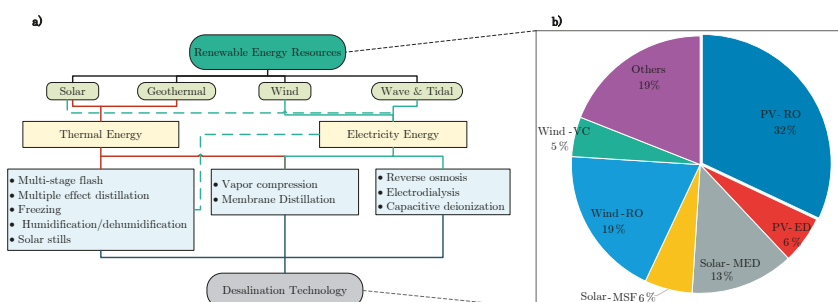 a)
Renewable Energy Resources
Solar
Geothermal
Wind
Wave & Tidal
Thermal Energy
Electricity Energy
• Multi-stage flash
• Multiple effect distillation
• Freezing
• Humidification/dehumidification
• Solar stills
• Vapor compression
• Membrane Distillation
• Reverse osmosis
• Electrodialysis
• Capacitive deionization
Desalination Technology
b)
PV-RO
32%
PV-ED
6%
Solar-MED
13%
Solar-MSF 6%
Wind-RO
19%
Wind-VC
5%
Others
19%